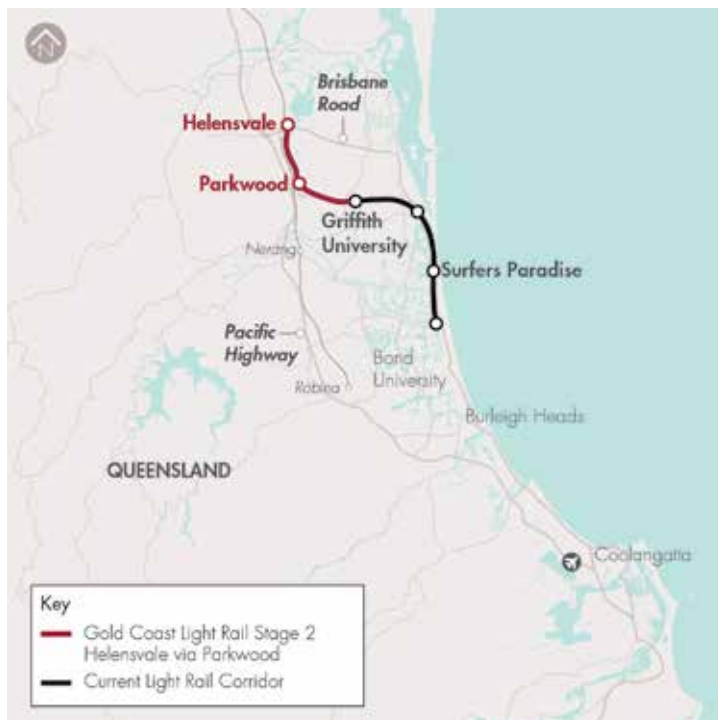 N
Brisbane
Road
Helensvale
Parkwood
Griffith
University
Nerang
Surfers Paradise
Pacific
Highway
Bond
University
Robina
Burleigh Heads
QUEENSLAND
Coolangatta
Key
Gold Coast Light Rail Stage 2
Helensvale via Parkwood
Current Light Rail Corridor